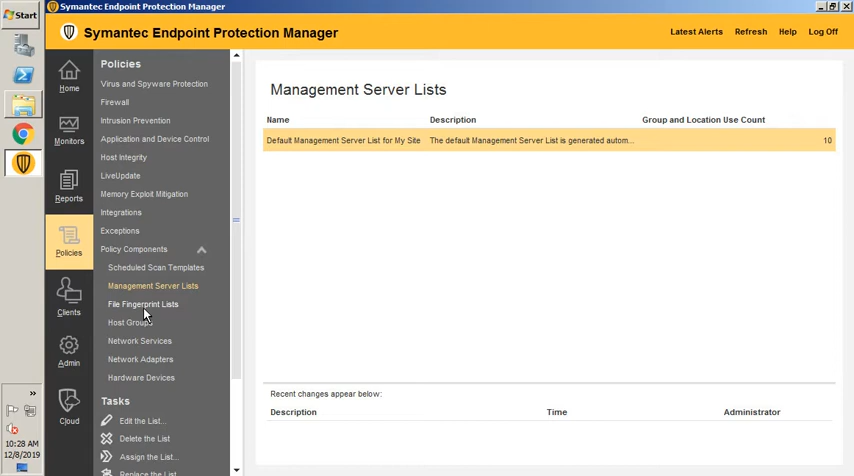 Symantec Endpoint Protection Manager
Start
Symantec Endpoint Protection Manager
Latest Alerts
Refresh
Help
Log Off
Home
Monitors
Reports
Policies
Clients
Admin
Cloud
Policies
Virus and Spyware Protection
Firewall
Intrusion Prevention
Application and Device Control
Host Integrity
LiveUpdate
Memory Exploit Mitigation
Integrations
Exceptions
Policy Components
Scheduled Scan Templates
Management Server Lists
File Fingerprint Lists
Host Groups
Network Services
Network Adapters
Hardware Devices
Tasks
Edit the List...
Delete the List
Assign the List...
Replace the List
Management Server Lists
Name Description Group and Location Use Count
Default Management Server List for My Site The default Management Server List is generated autom... 10
Recent changes appear below:
Description Time Administrator
10:28 AM
12/8/2019